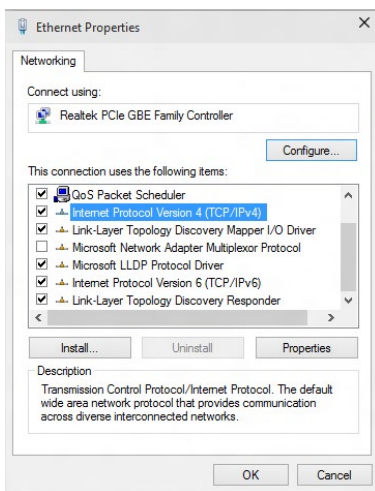 Ethernet Properties
Networking
Connect using:
Realtek PCIe GBE Family Controller
Configure...
This connection uses the following items:
QoS Packet Scheduler
Internet Protocol Version 4 (TCP/IPv4)
Link-Layer Topology Discovery Mapper I/O Driver
Microsoft Network Adapter Multiplexor Protocol
Microsoft LLDP Protocol Driver
Internet Protocol Version 6 (TCP/IPv6)
Link-Layer Topology Discovery Responder
Install... Uninstall Properties
Description
Transmission Control Protocol/Internet Protocol. The default
wide area network protocol that provides communication
across diverse interconnected networks.
OK Cancel